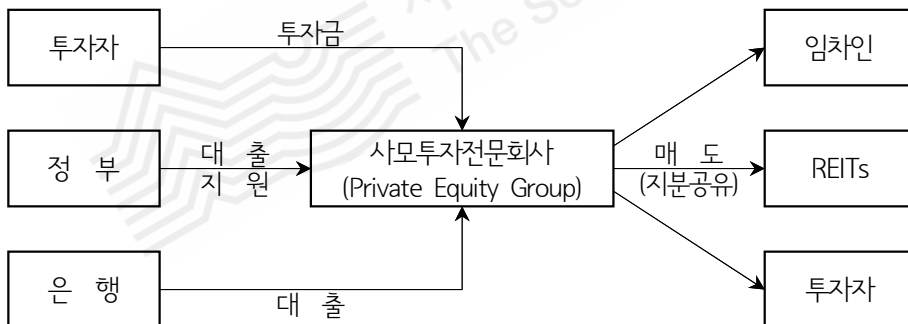 투자자
투자금
임차인
정 부
대 출
지 원
사모투자전문회사
(Private Equity Group)
매 도
(지분공유)
REITs
은 행
대 출
투자자
The